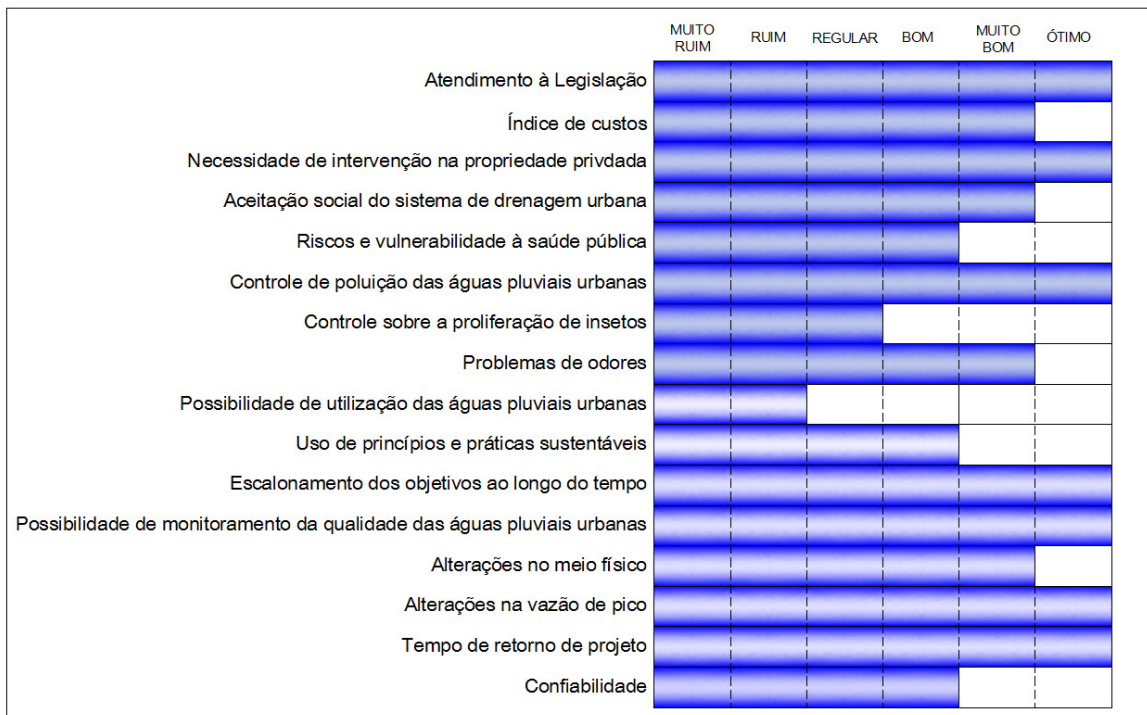 MUITO RUIM RUIM REGULAR BOM MUITO BOM ÓTIMO
Atendimento à Legislação
Índice de custos
Necessidade de intervenção na propriedade privdada
Aceitação social do sistema de drenagem urbana
Riscos e vulnerabilidade à saúde pública
Controle de poluição das águas pluviais urbanas
Controle sobre a proliferação de insetos
Problemas de odores
Possibilidade de utilização das águas pluviais urbanas
Uso de princípios e práticas sustentáveis
Escalonamento dos objetivos ao longo do tempo
Possibilidade de monitoramento da qualidade das águas pluviais urbanas
Alterações no meio físico
Alterações na vazão de pico
Tempo de retorno de projeto
Confiabilidade